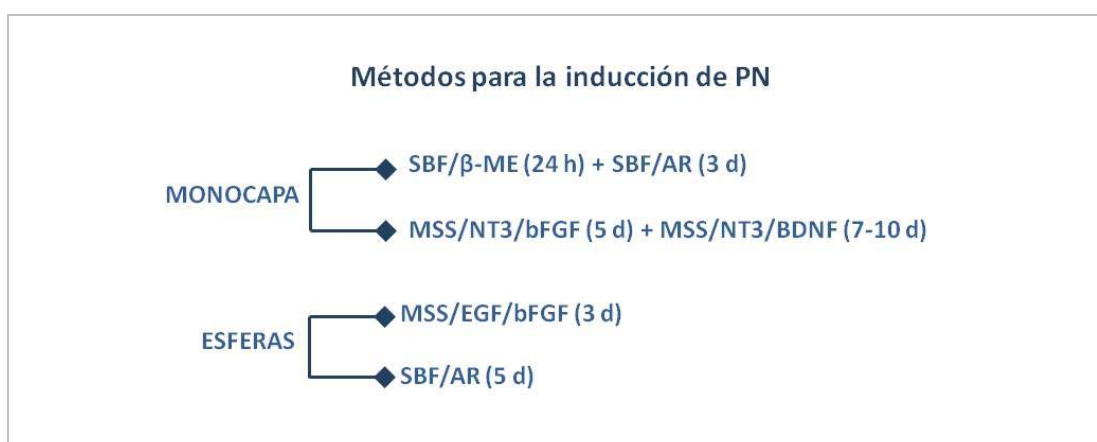 Métodos para la inducción de PN
MONOCAPA
SBF/β-ME (24 h) + SBF/AR (3 d)
MSS/NT3/bFGF (5 d) + MSS/NT3/BDNF (7-10 d)
ESFERAS
MSS/EGF/bFGF (3 d)
SBF/AR (5 d)